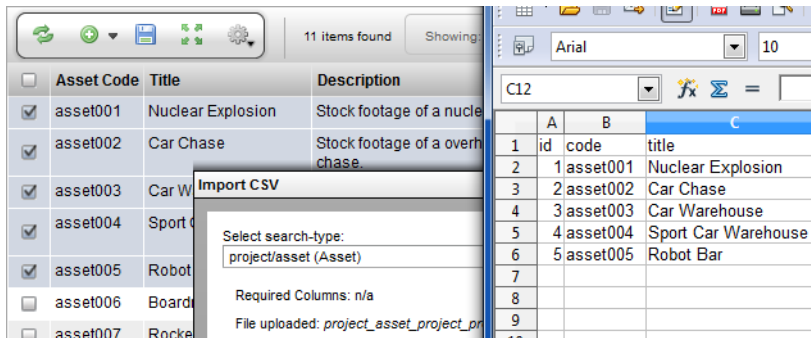 11 items found
Showing:
Asset Code Title Description
asset001 Nuclear Explosion Stock footage of a nucle
asset002 Car Chase Stock footage of a overh
chase.
asset003 Car W
asset004 Sport
asset005 Robot
asset006 Board
asset007 Rocke
Import CSV
Select search-type:
project/asset (Asset)
Required Columns: n/a
File uploaded: project_asset_project_pr
Arial 10
C12
A B C
1 id code title
2 1 asset001 Nuclear Explosion
3 2 asset002 Car Chase
4 3 asset003 Car Warehouse
5 4 asset004 Sport Car Warehouse
6 5 asset005 Robot Bar
7
8
9